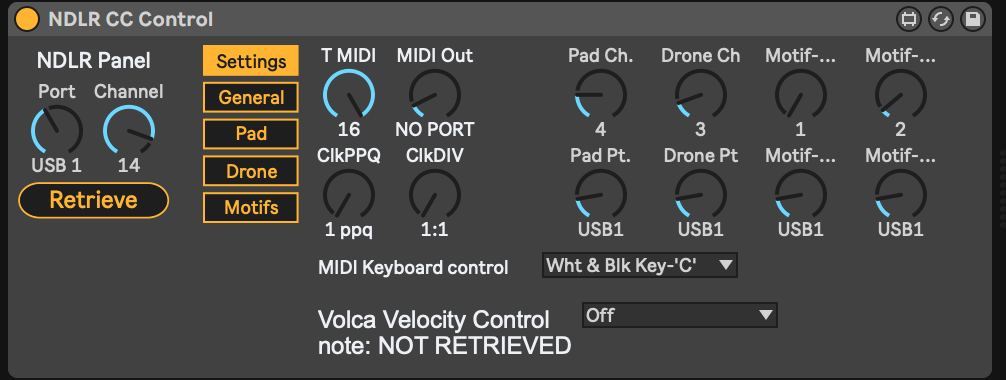 NDLR CC Control
NDLR Panel
Port Channel
USB 1 14
Retrieve
Settings
General
Pad
Drone
Motifs
T MIDI MIDI Out Pad Ch. Drone Ch Motif-... Motif-...
16 NO PORT 4 3 1 2
ClkPPQ ClkDIV Pad Pt. Drone Pt Motif-... Motif-...
1 ppq 1:1 USB1 USB1 USB1 USB1
MIDI Keyboard control Wht & Blk Key-'C'
Volca Velocity Control Off
note: NOT RETRIEVED